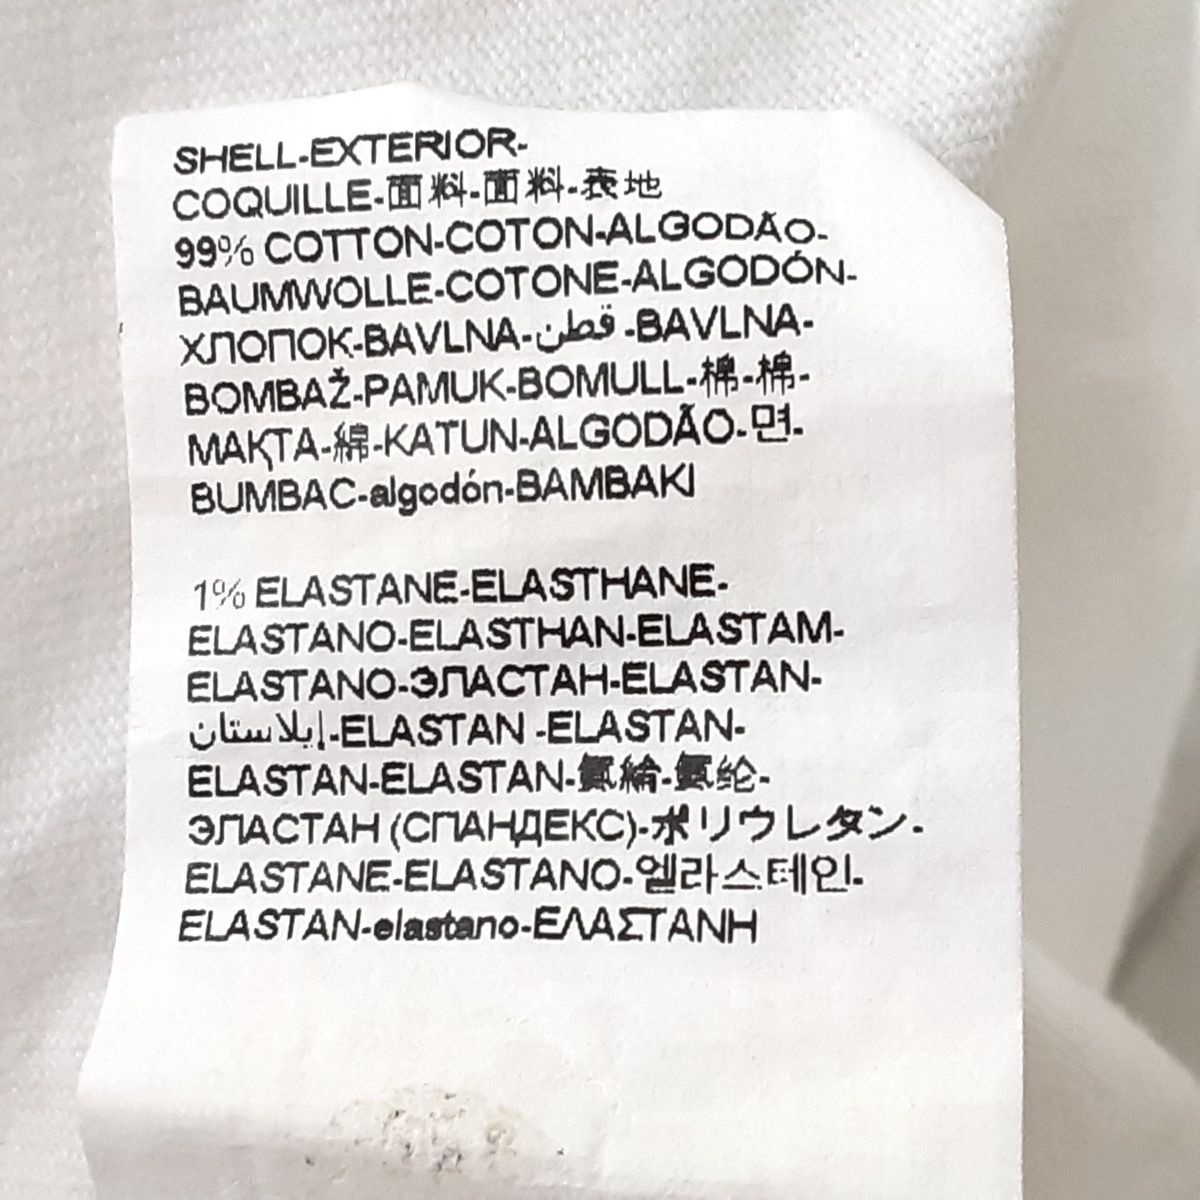 SHELL-EXTERIOR-
COQUILLE-面料-面料-表地
99% COTTON-COTON-ALGODÃO-
BAUMWOLLE-COTONE-ALGODÓN-
ХЛОПОК-BAVLNA-قطن-BAVLNA-
BOMBAŽ-PAMUK-BOMULL-棉-棉-
МАҚТА-綿-KATUN-ALGODÃO-면-
BUMBAC-algodón-BAMBAKI
1% ELASTANE-ELASTHANE-
ELASTANO-ELASTHAN-ELASTAM-
ELASTANO-ЭЛАСТАН-ELASTAN-
إيلاستان-ELASTAN -ELASTAN-
ELASTAN-ELASTAN-氨綸-氨纶-
ЭЛАСТАН (СПАНДЕКС)-ポリウレタン-
ELASTANE-ELASTANO-엘라스테인-
ELASTAN-elastano-ΕΛΑΣΤΑΝΗ